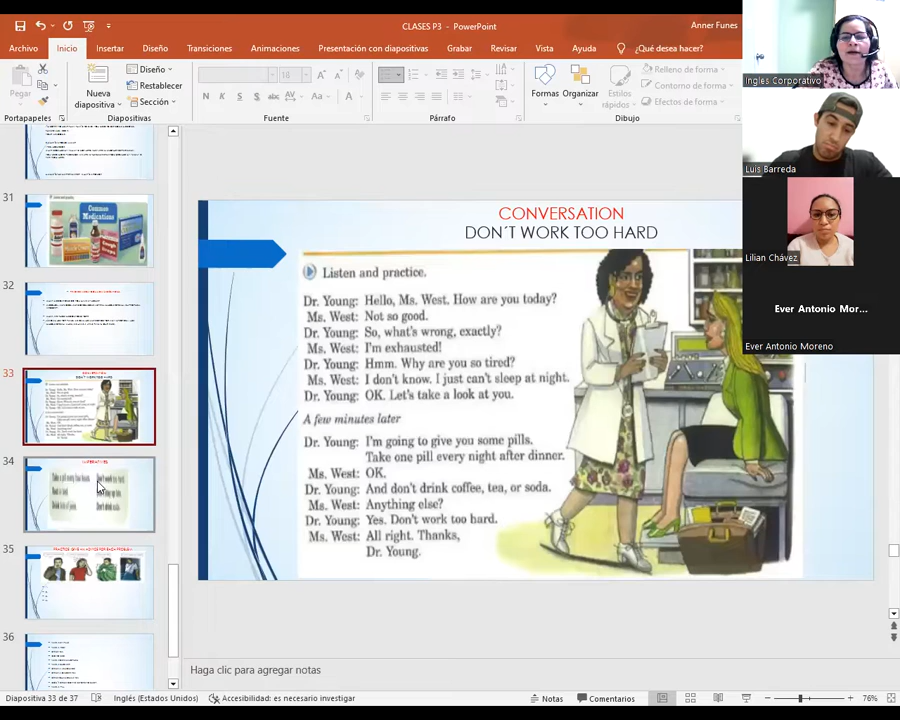 CLASES P3 - PowerPoint
Anner Funes
Archivo
Inicio
Insertar
Diseño
Transiciones
Animaciones
Presentación con diapositivas
Grabar
Revisar
Vista
Ayuda
¿Qué desea hacer?
Pegar
Nueva
diapositiva
Diseño
Restablecer
Sección
N K S S abc AV Aa A
18
Formas
Organizar
Estilos
rápidos
Relleno de forma
Contorno de forma
Efectos de forma
Portapapeles
Diapositivas
Fuente
Párrafo
Dibujo
Ingles Corporativo
Luis Barreda
Lilian Chávez
Ever Antonio Mor...
Ever Antonio Moreno
31
Common
Medications
32
33
34
35
36
CONVERSATION
DON´T WORK TOO HARD
Listen and practice.
Dr. Young: Hello, Ms. West. How are you today?
Ms. West: Not so good.
Dr. Young: So, what's wrong, exactly?
Ms. West: I'm exhausted!
Dr. Young: Hmm. Why are you so tired?
Ms. West: I don't know. I just can't sleep at night.
Dr. Young: OK. Let's take a look at you.
A few minutes later
Dr. Young: I'm going to give you some pills.
Take one pill every night after dinner.
Ms. West: OK.
Dr. Young: And don't drink coffee, tea, or soda.
Ms. West: Anything else?
Dr. Young: Yes. Don't work too hard.
Ms. West: All right. Thanks,
Dr. Young.
Haga clic para agregar notas
Diapositiva 33 de 37
Inglés (Estados Unidos)
Accesibilidad: es necesario investigar
Notas
Comentarios
76%